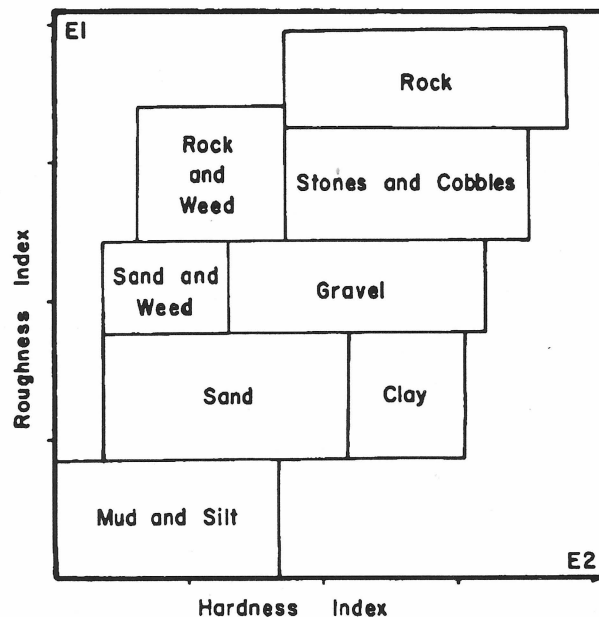 E1
Rock
Rock
and
Weed
Stones and Cobbles
Sand and
Weed
Gravel
Sand
Clay
Mud and Silt
E2
Roughness Index
Hardness Index